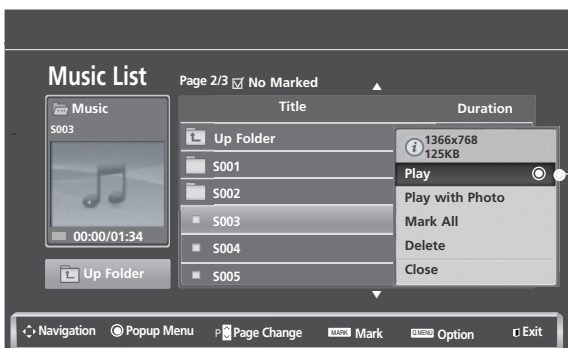 Music List
Page 2/3 No Marked
Music
S003
00:00/01:34
Up Folder
Title
Duration
Up Folder
S001
S002
S003
S004
S005
1366x768
125KB
Play
Play with Photo
Mark All
Delete
Close
Navigation
Popup Menu
P Page Change
MARK Mark
Q.MENU Option
Exit